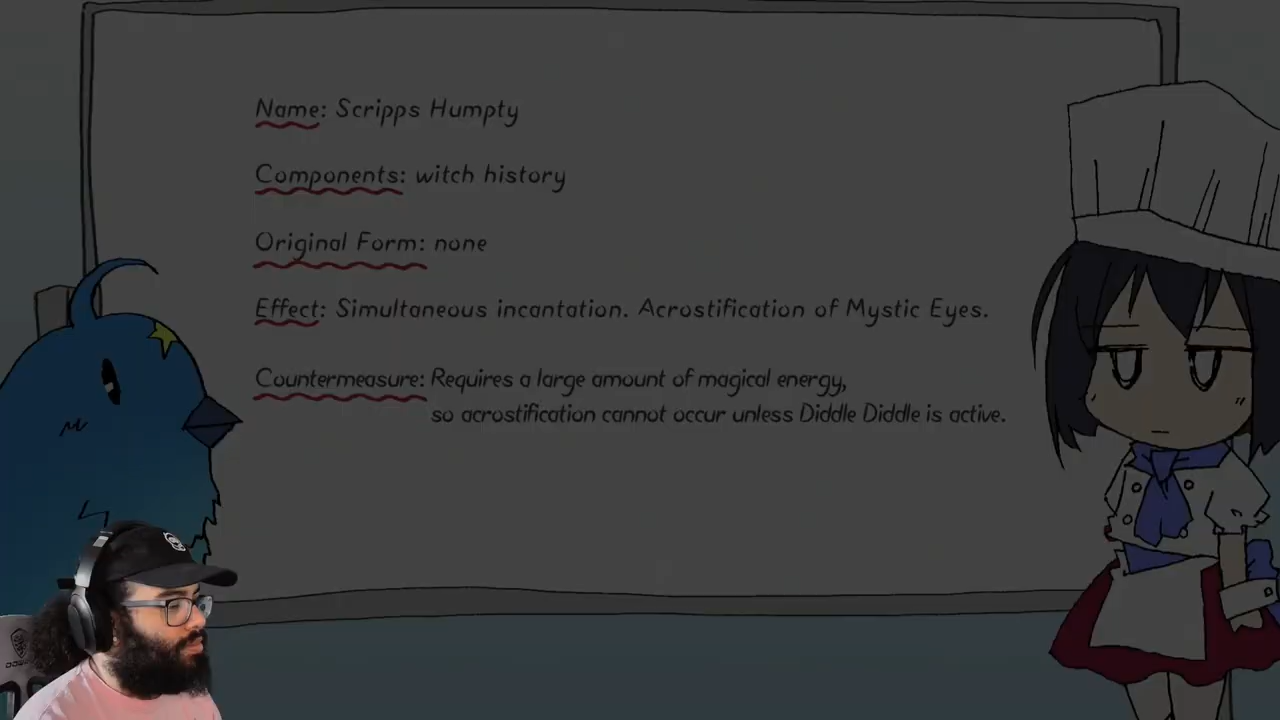 Name: Scripps Humpty
Components: witch history
Original Form: none
Effect: Simultaneous incantation. Acrostification of Mystic Eyes.
Countermeasure: Requires a large amount of magical energy,
so acrostification cannot occur unless Diddle Diddle is active.